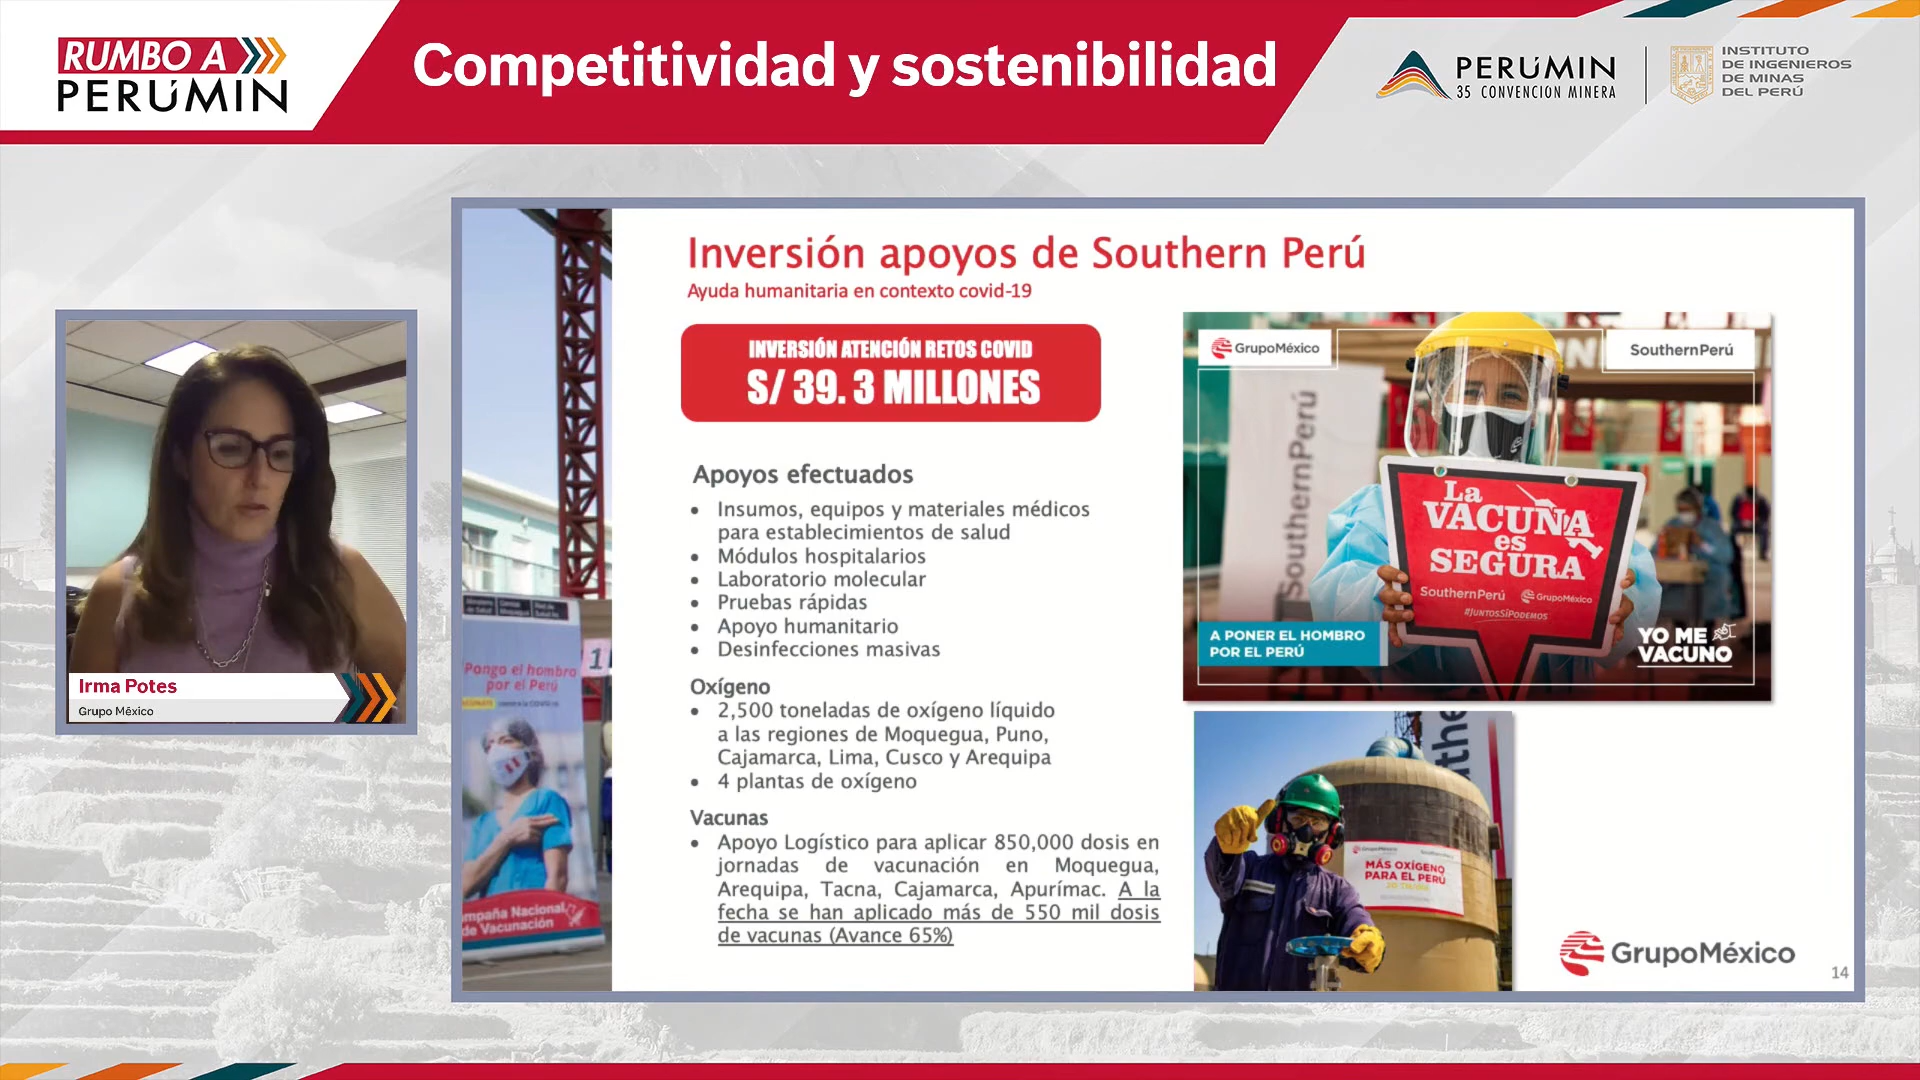 RUMBO A
PERÚMIN
Competitividad y sostenibilidad
PERÚMIN
35 CONVENCIÓN MINERA
INSTITUTO
DE INGENIEROS
DE MINAS
DEL PERÚ
Irma Potes
Grupo México
Inversión apoyos de Southern Perú
Ayuda humanitaria en contexto covid-19
INVERSIÓN ATENCIÓN RETOS COVID
S/ 39. 3 MILLONES
Apoyos efectuados
• Insumos, equipos y materiales médicos
para establecimientos de salud
• Módulos hospitalarios
• Laboratorio molecular
• Pruebas rápidas
• Apoyo humanitario
• Desinfecciones masivas
Oxígeno
• 2,500 toneladas de oxígeno líquido
a las regiones de Moquegua, Puno,
Cajamarca, Lima, Cusco y Arequipa
• 4 plantas de oxígeno
Vacunas
• Apoyo Logístico para aplicar 850,000 dosis en
jornadas de vacunación en Moquegua,
Arequipa, Tacna, Cajamarca, Apurímac. A la
fecha se han aplicado más de 550 mil dosis
de vacunas (Avance 65%)
Pongo el hombro
por el Perú
1
mpaña Nacional
de Vacunación
GrupoMéxico
SouthernPerú
SouthernPerú
La
VACUNA
es
SEGURA
SouthernPerú GrupoMéxico
#JUNTOSSÍPODEMOS
A PONER EL HOMBRO
POR EL PERÚ
YO ME
VACUNO
the
MÁS OXÍGENO
PARA EL PERÚ
GrupoMéxico
14